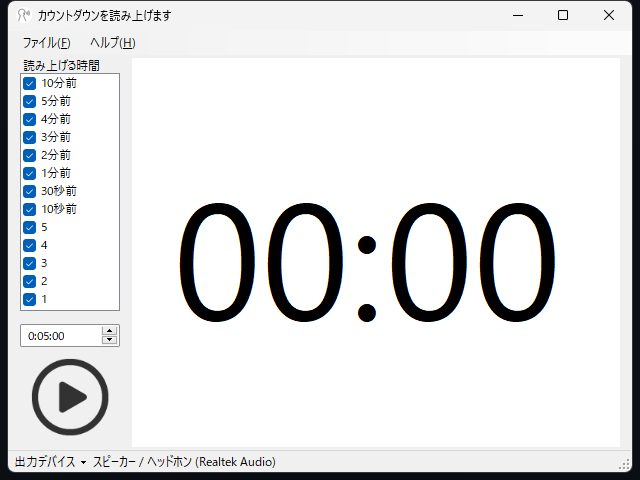 カウントダウンを読み上げます
ファイル(F) ヘルプ(H)
読み上げる時間
10分前
5分前
4分前
3分前
2分前
1分前
30秒前
10秒前
5
4
3
2
1
0:05:00
00:00
出力デバイス スピーカー / ヘッドホン (Realtek Audio)